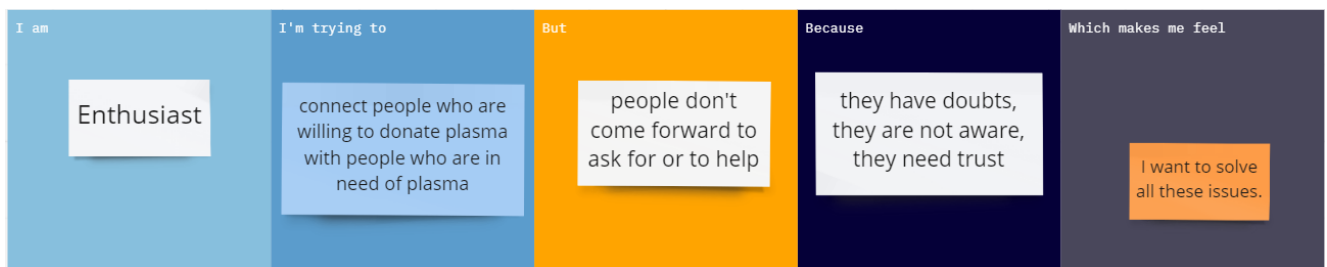 I am
Enthusiast
I'm trying to
connect people who are
willing to donate plasma
with people who are in
need of plasma
But
people don't
come forward to
ask for or to help
Because
they have doubts,
they are not aware,
they need trust
Which makes me feel
I want to solve
all these issues.